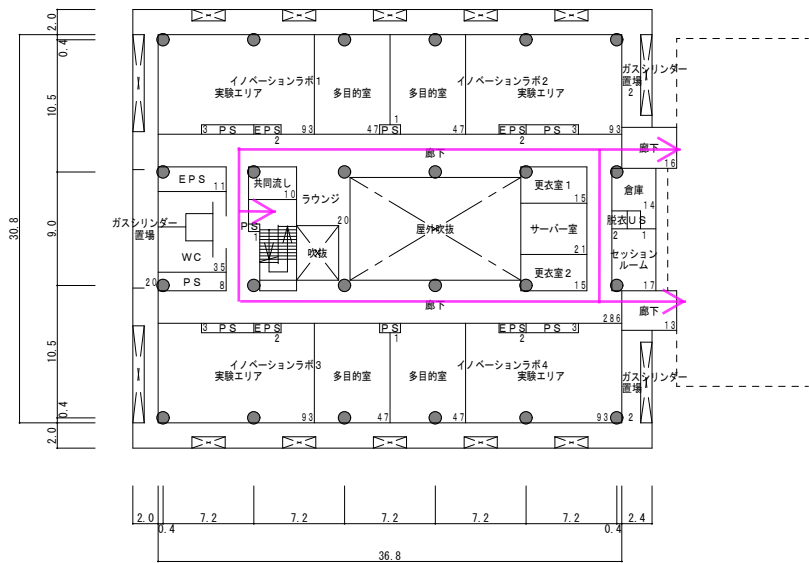 2.0
0.4
イノベーションラボ1
実験エリア
多目的室
多目的室
イノベーションラボ2
実験エリア
ガスシリンダー
置場
2
10.5
3 PS
EPS
2
93
47
1
PS
47
EPS
2
PS 3
93
廊下
廊下
16
EPS
11
共同流し
10
ラウンジ
更衣室1
15
倉庫
14
ガスシリンダー
置場
PS
1
20
屋外吹抜
サーバー室
21
脱衣US
2
1
9.0
30.8
WC
35
吹抜
更衣室2
15
セッション
ルーム
17
20
PS
8
廊下
286
廊下
13
3 PS
EPS
2
PS
1
EPS
2
PS 3
10.5
イノベーションラボ3
実験エリア
多目的室
多目的室
イノベーションラボ4
実験エリア
ガスシリンダー
置場
93
47
47
93
2
0.4
2.0
2.0
0.4
7.2
7.2
7.2
7.2
7.2
0.4
2.4
36.8